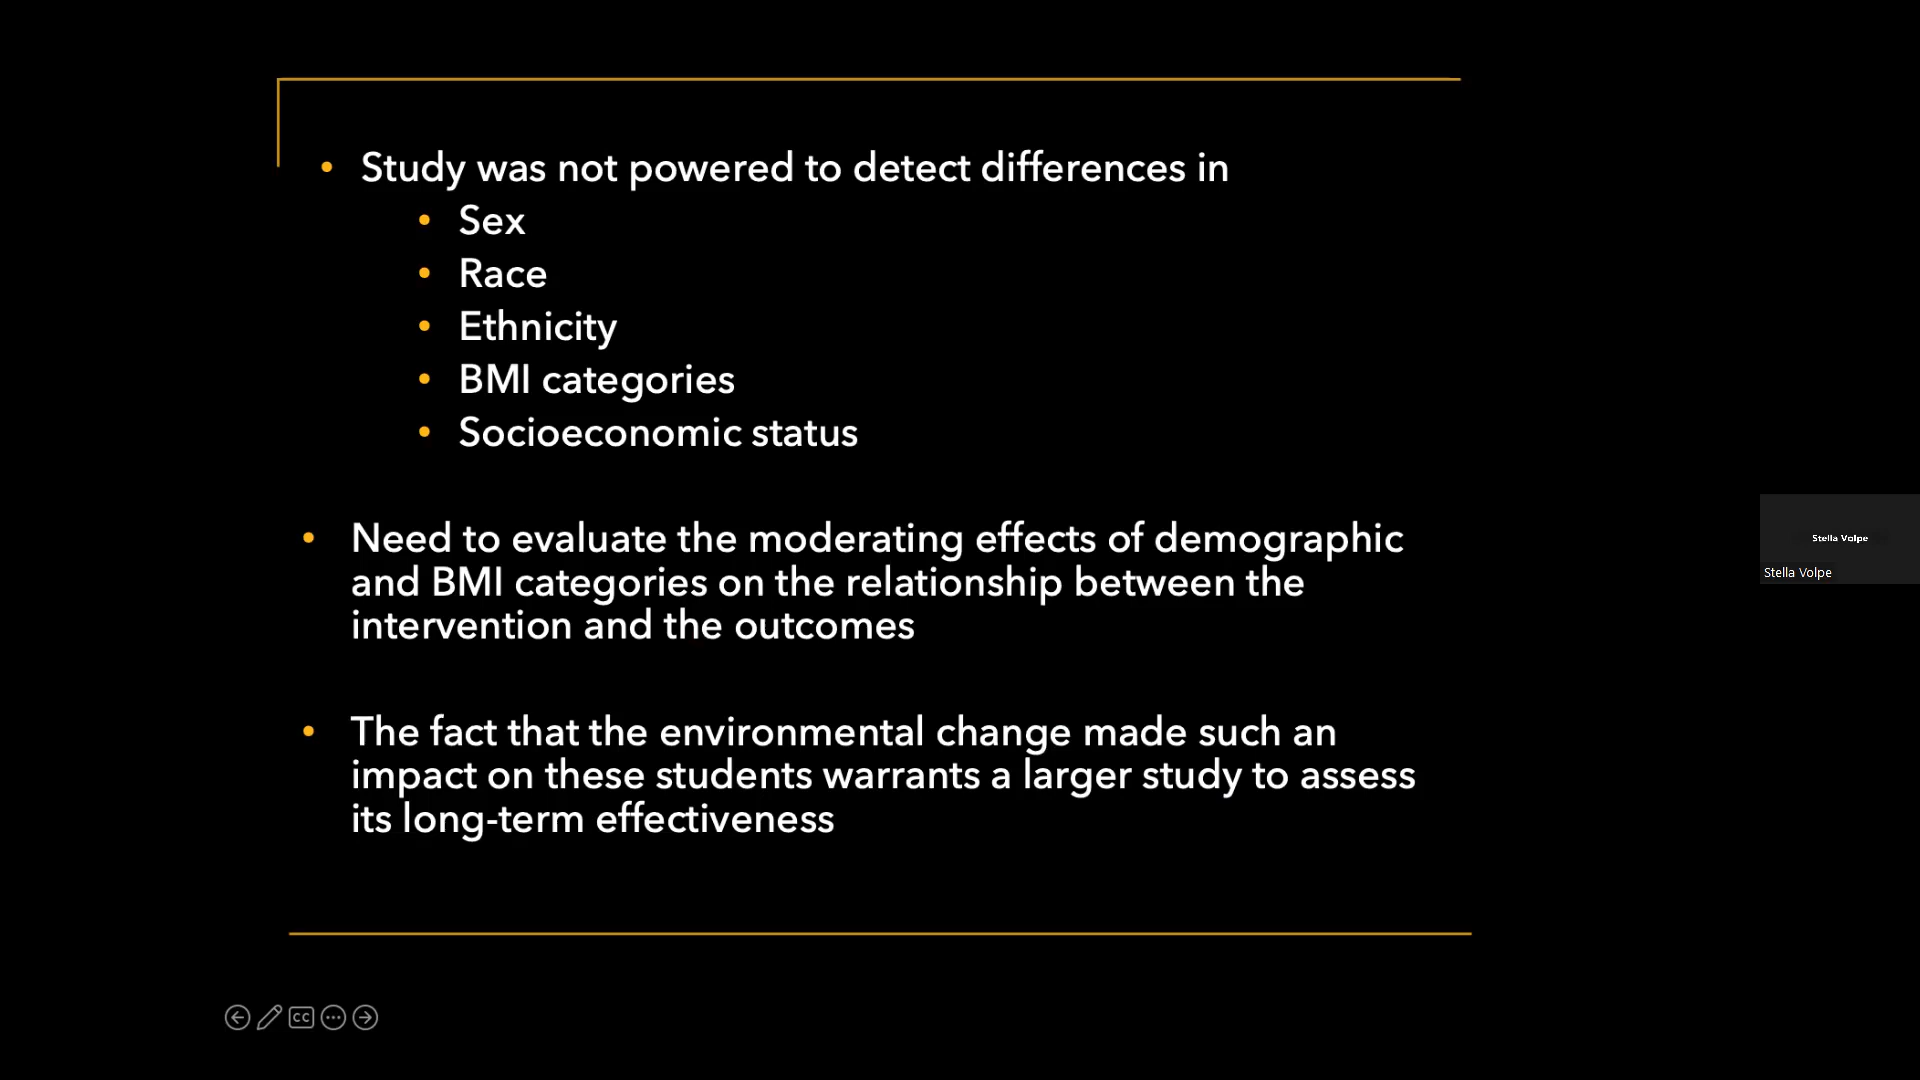 • Study was not powered to detect differences in
• Sex
• Race
• Ethnicity
• BMI categories
• Socioeconomic status
• Need to evaluate the moderating effects of demographic
and BMI categories on the relationship between the
intervention and the outcomes
• The fact that the environmental change made such an
impact on these students warrants a larger study to assess
its long-term effectiveness
Stella Volpe
Stella Volpe
CC